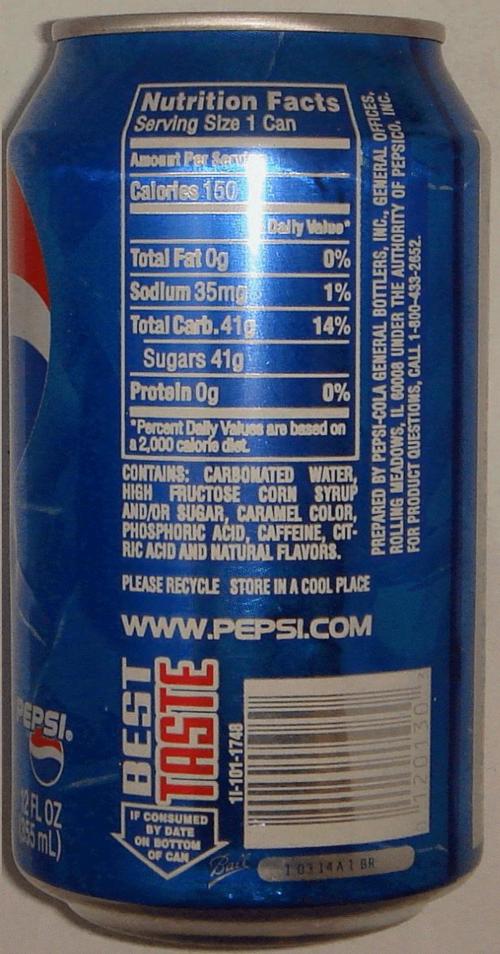 Nutrition Facts
Serving Size 1 Can
Amount Per
Calories 150
Daily Value*
Total Fat 0g 0%
Sodium 35mg 1%
Total Carb. 41g 14%
Sugars 41g
Protein 0g 0%
*Percent Daily Values are based on
a 2,000 calorie diet.
CONTAINS: CARBONATED WATER,
HIGH FRUCTOSE CORN SYRUP
AND/OR SUGAR, CARAMEL COLOR,
PHOSPHORIC ACID, CAFFEINE, CIT-
RIC ACID AND NATURAL FLAVORS.
PLEASE RECYCLE STORE IN A COOL PLACE
WWW.PEPSI.COM
PREPARED BY PEPSI-COLA GENERAL BOTTLERS, INC., GENERAL OFFICES,
ROLLING MEADOWS, IL 60008 UNDER THE AUTHORITY OF PEPSICO, INC.
FOR PRODUCT QUESTIONS, CALL 1-800-433-2652.
PEPSI®
12 FL OZ
(355 mL)
BEST
TASTE
IF CONSUMED
BY DATE
ON BOTTOM
OF CAN
11-101-1748
Ball
1 03 14 A 1 BR